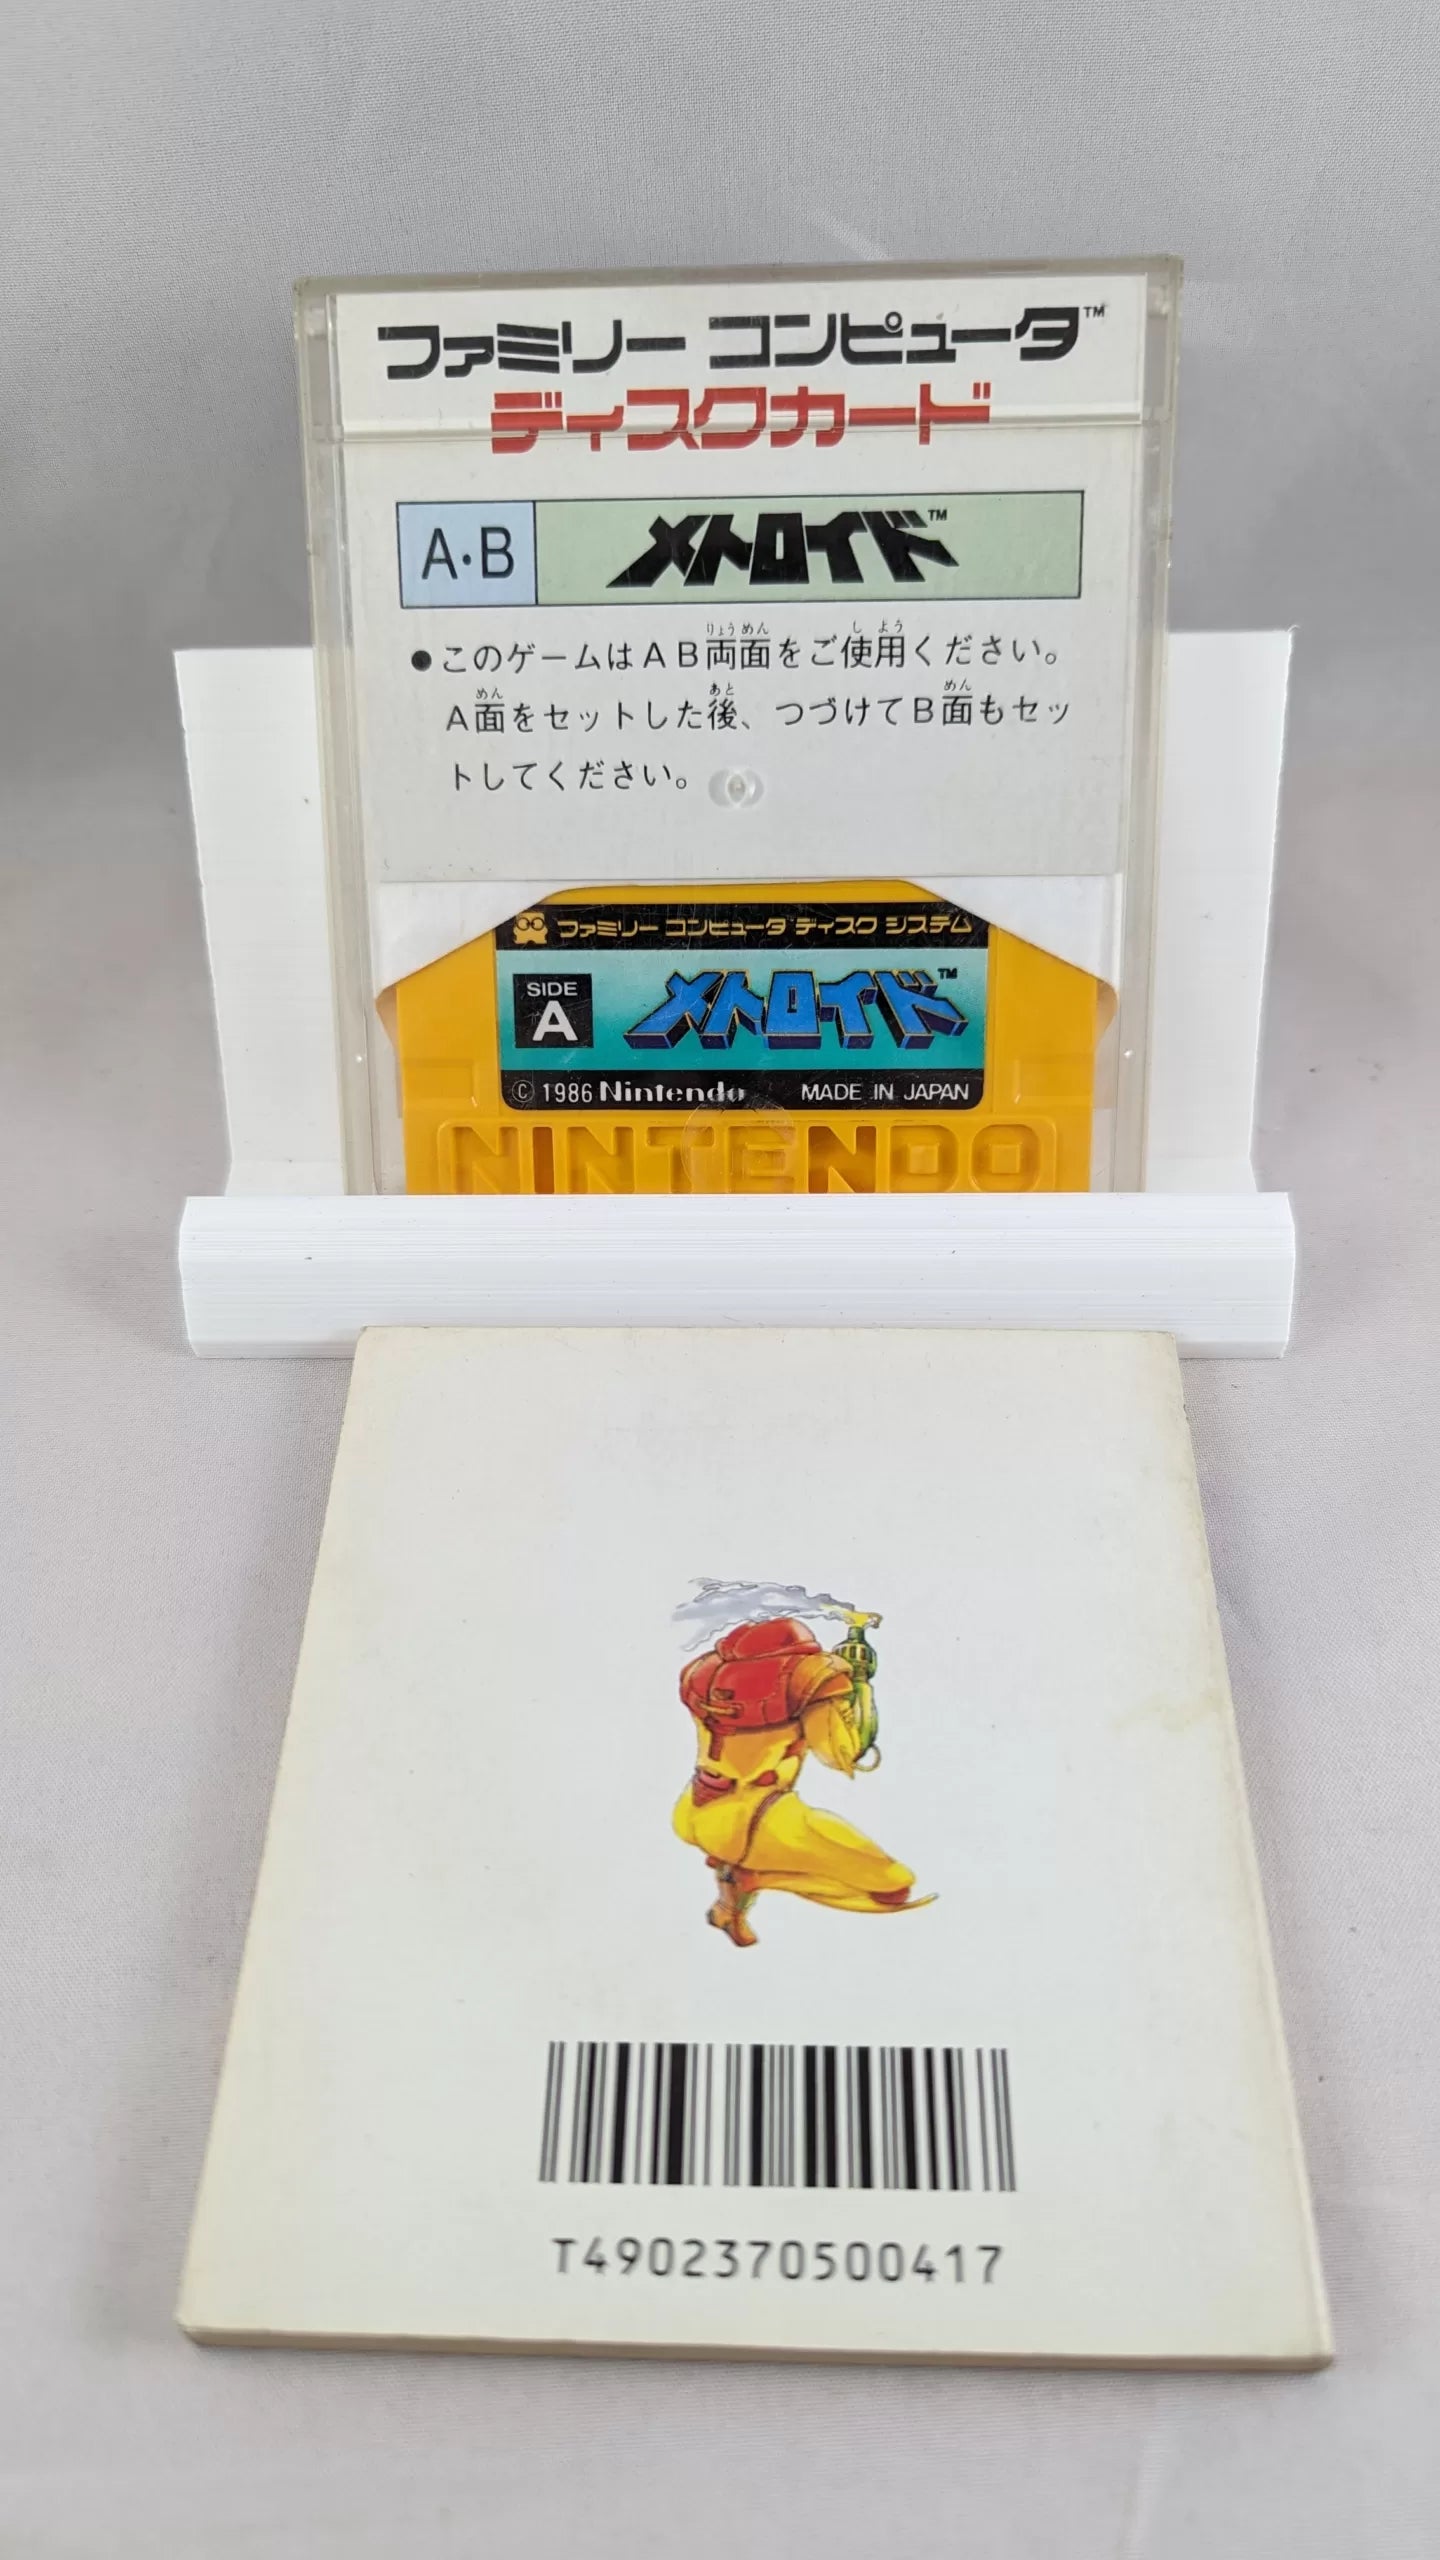 ファミリー コンピュータ™
ディスクカード
A・B メトロイド™
●このゲームはAB両面をご使用ください。
A面をセットした後、つづけてB面もセッ
トしてください。
ファミリー コンピュータ ディスク システム
SIDE
A
メトロイド™
© 1986 Nintendo MADE IN JAPAN
NINTENDO
T4902370500417